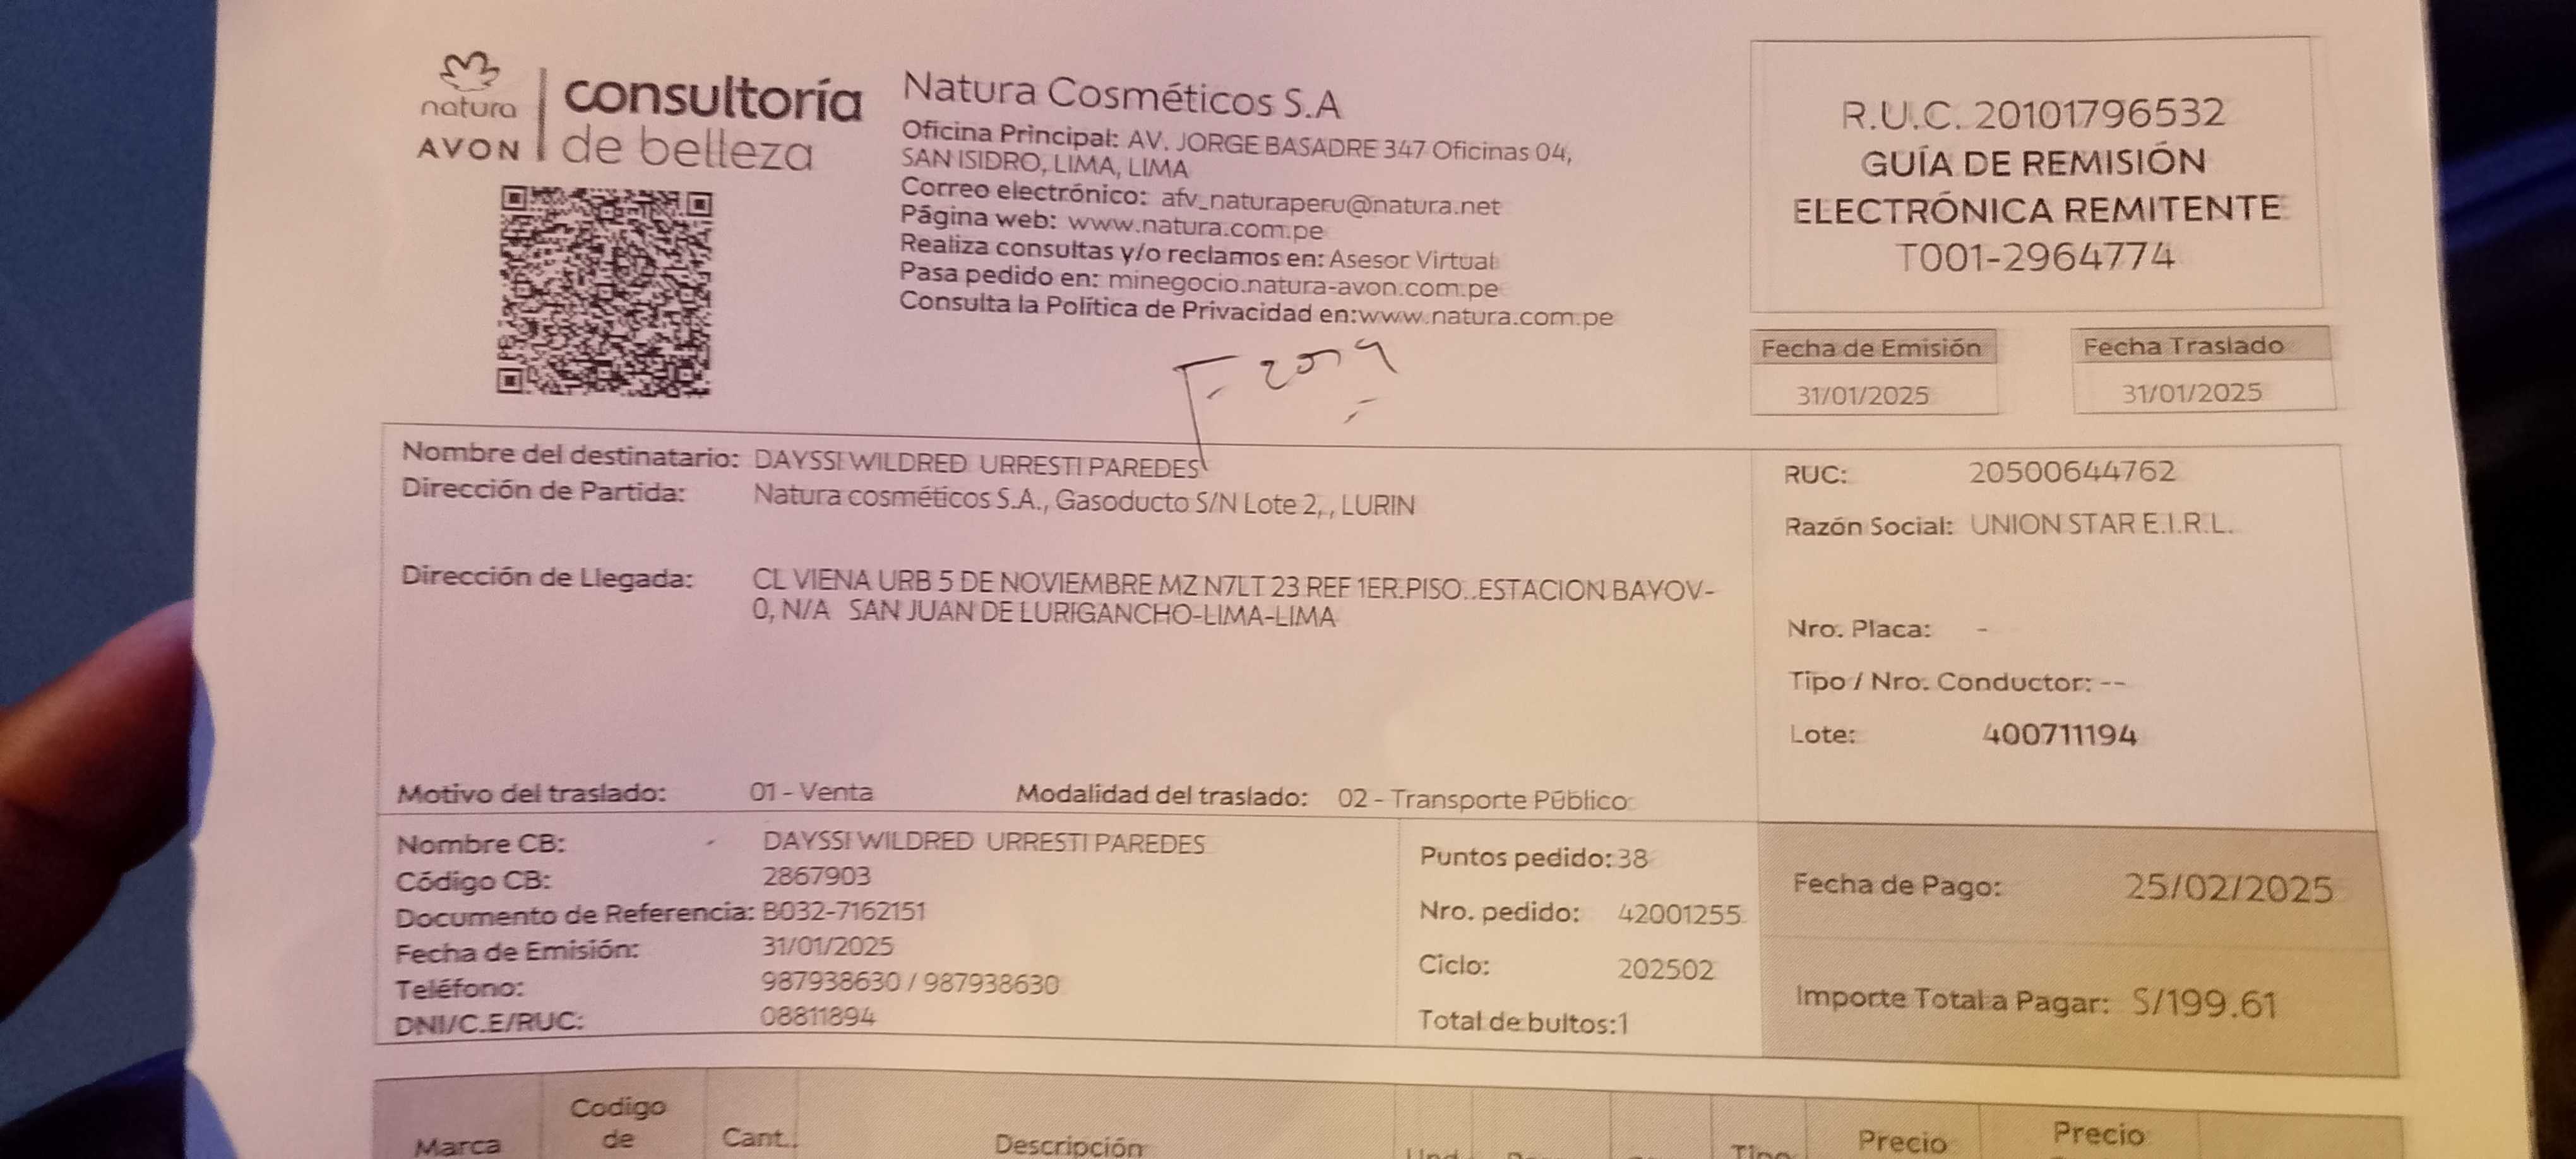 natura
AVON
consultoría
de belleza
Natura Cosméticos S.A
Oficina Principal: AV. JORGE BASADRE 347 Oficinas 04,
SAN ISIDRO, LIMA, LIMA
Correo electrónico: afv_naturaperu@natura.net
Página web: www.natura.com.pe
Realiza consultas y/o reclamos en: Asesor Virtual
Pasa pedido en: minegocio.natura-avon.com.pe
Consulta la Política de Privacidad en:www.natura.com.pe
R.U.C. 20101796532
GUÍA DE REMISIÓN
ELECTRÓNICA REMITENTE
T001-2964774
Fecha de Emisión
31/01/2025
Fecha Traslado
31/01/2025
Nombre del destinatario: DAYSSI WILDRED URRESTI PAREDES
Dirección de Partida: Natura cosméticos S.A., Gasoducto S/N Lote 2, , LURIN
Dirección de Llegada: CL VIENA URB 5 DE NOVIEMBRE MZ N7LT 23 REF 1ER.PISO..ESTACION BAYOV-
O, N/A SAN JUAN DE LURIGANCHO-LIMA-LIMA
Motivo del traslado: 01 - Venta Modalidad del traslado: 02 - Transporte Público
RUC: 20500644762
Razón Social: UNION STAR E.I.R.L.
Nro. Placa: -
Tipo / Nro. Conductor: --
Lote: 400711194
Nombre CB: DAYSSI WILDRED URRESTI PAREDES
Código CB: 2867903
Documento de Referencia: B032-7162151
Fecha de Emisión: 31/01/2025
Teléfono: 987938630 / 987938630
DNI/C.E/RUC: 08811894
Puntos pedido: 38
Nro. pedido: 42001255
Ciclo: 202502
Total de bultos:1
Fecha de Pago: 25/02/2025
Importe Total a Pagar: S/199.61
Marca
Codigo
de
Cant.
Descripción
Tipo
Precio
Precio